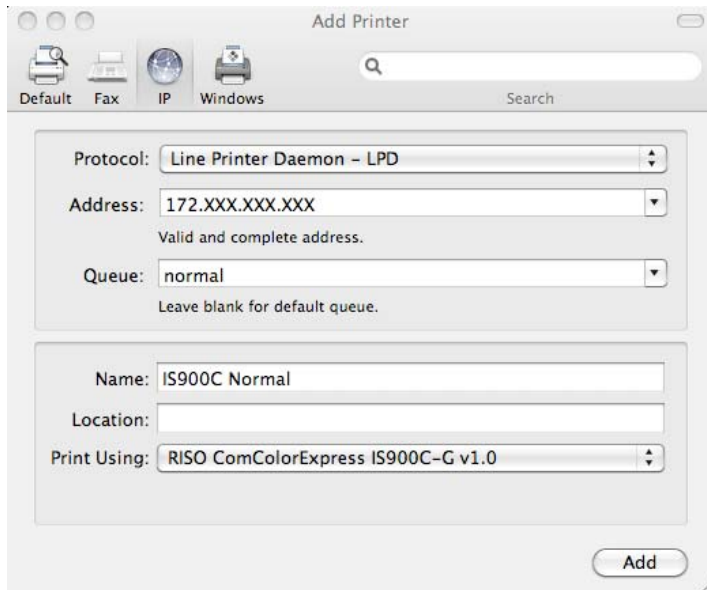 Add Printer
Default Fax IP Windows Search
Protocol: Line Printer Daemon – LPD
Address: 172.XXX.XXX.XXX
Valid and complete address.
Queue: normal
Leave blank for default queue.
Name: IS900C Normal
Location:
Print Using: RISO ComColorExpress IS900C-G v1.0
Add